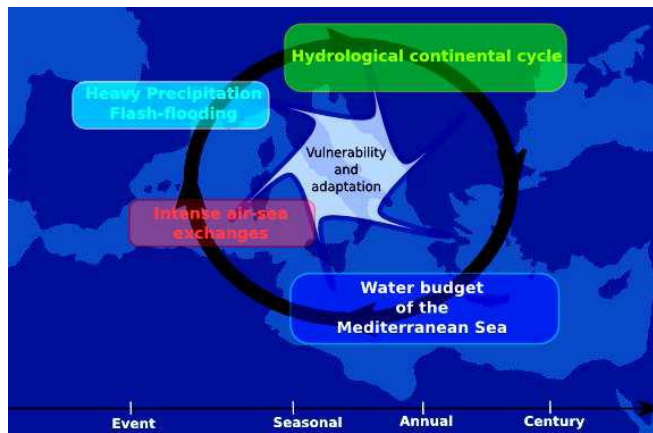 Hydrological continental cycle
Heavy Precipitation
Flash-flooding
Vulnerability
and
adaptation
Intense air-sea
exchanges
Water budget
of the
Mediterranean Sea
Event
Seasonal
Annual
Century